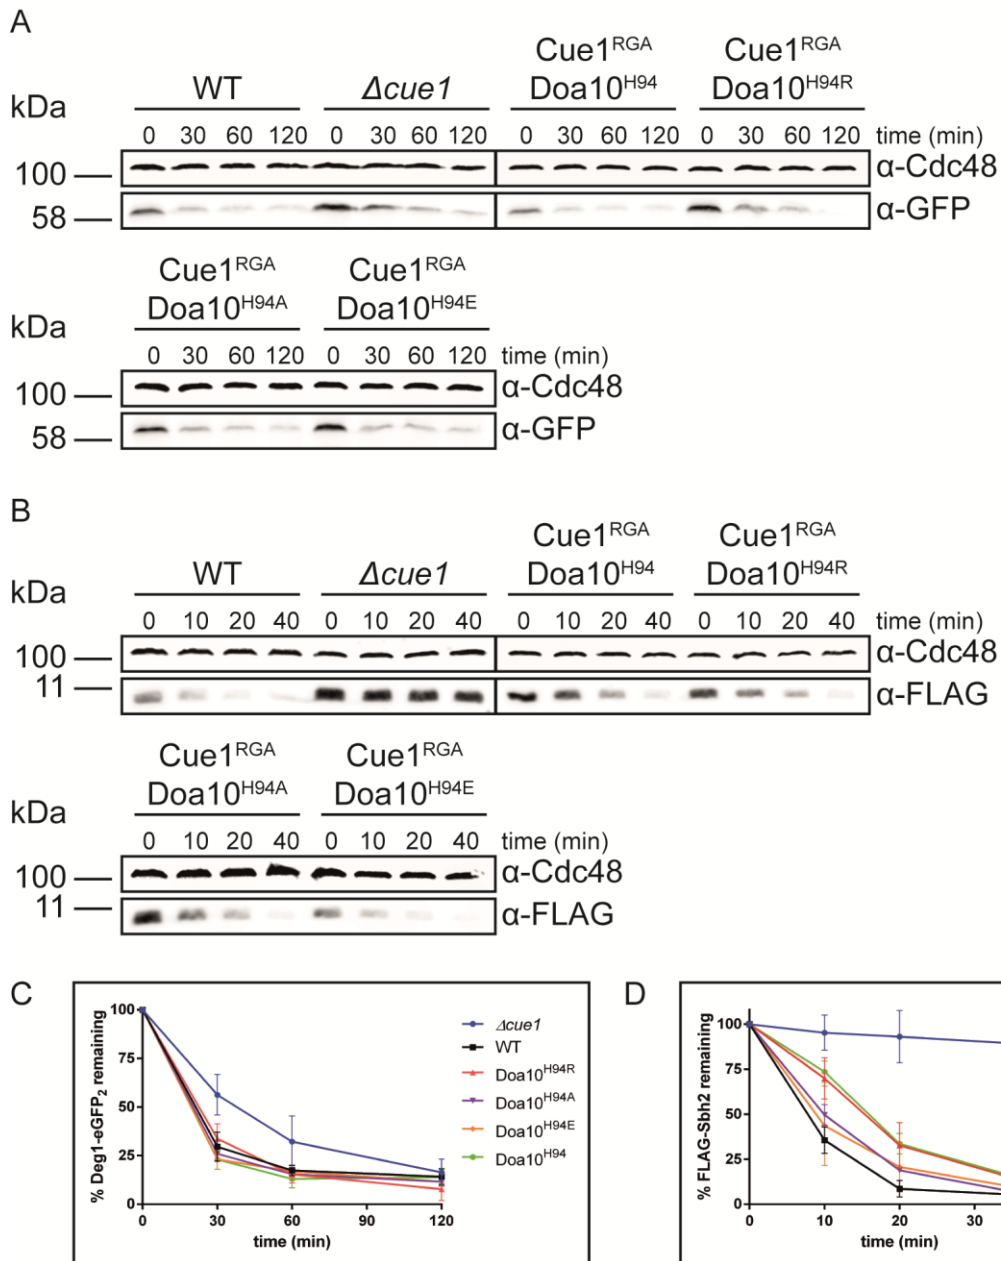 A
Cue1RGA Cue1RGA
WT Δcue1 Doa10H94 Doa10H94R
kDa
0 30 60 120 0 30 60 120 0 30 60 120 0 30 60 120 time (min)
100 α-Cdc48
58 α-GFP
Cue1RGA Cue1RGA
Doa10H94A Doa10H94E
kDa
0 30 60 120 0 30 60 120 time (min)
100 α-Cdc48
58 α-GFP
B
Cue1RGA Cue1RGA
WT Δcue1 Doa10H94 Doa10H94R
kDa
0 10 20 40 0 10 20 40 0 10 20 40 0 10 20 40 time (min)
100 α-Cdc48
11 α-FLAG
Cue1RGA Cue1RGA
Doa10H94A Doa10H94E
kDa
0 10 20 40 0 10 20 40 time (min)
100 α-Cdc48
11 α-FLAG
C
% Deg1-eGFP2 remaining
100
75
50
25
0
0 30 60 90 120
time (min)
Δcue1
WT
Doa10H94R
Doa10H94A
Doa10H94E
Doa10H94
D
% FLAG-Sbh2 remaining
100
75
50
25
0
0 10 20 30
time (min)